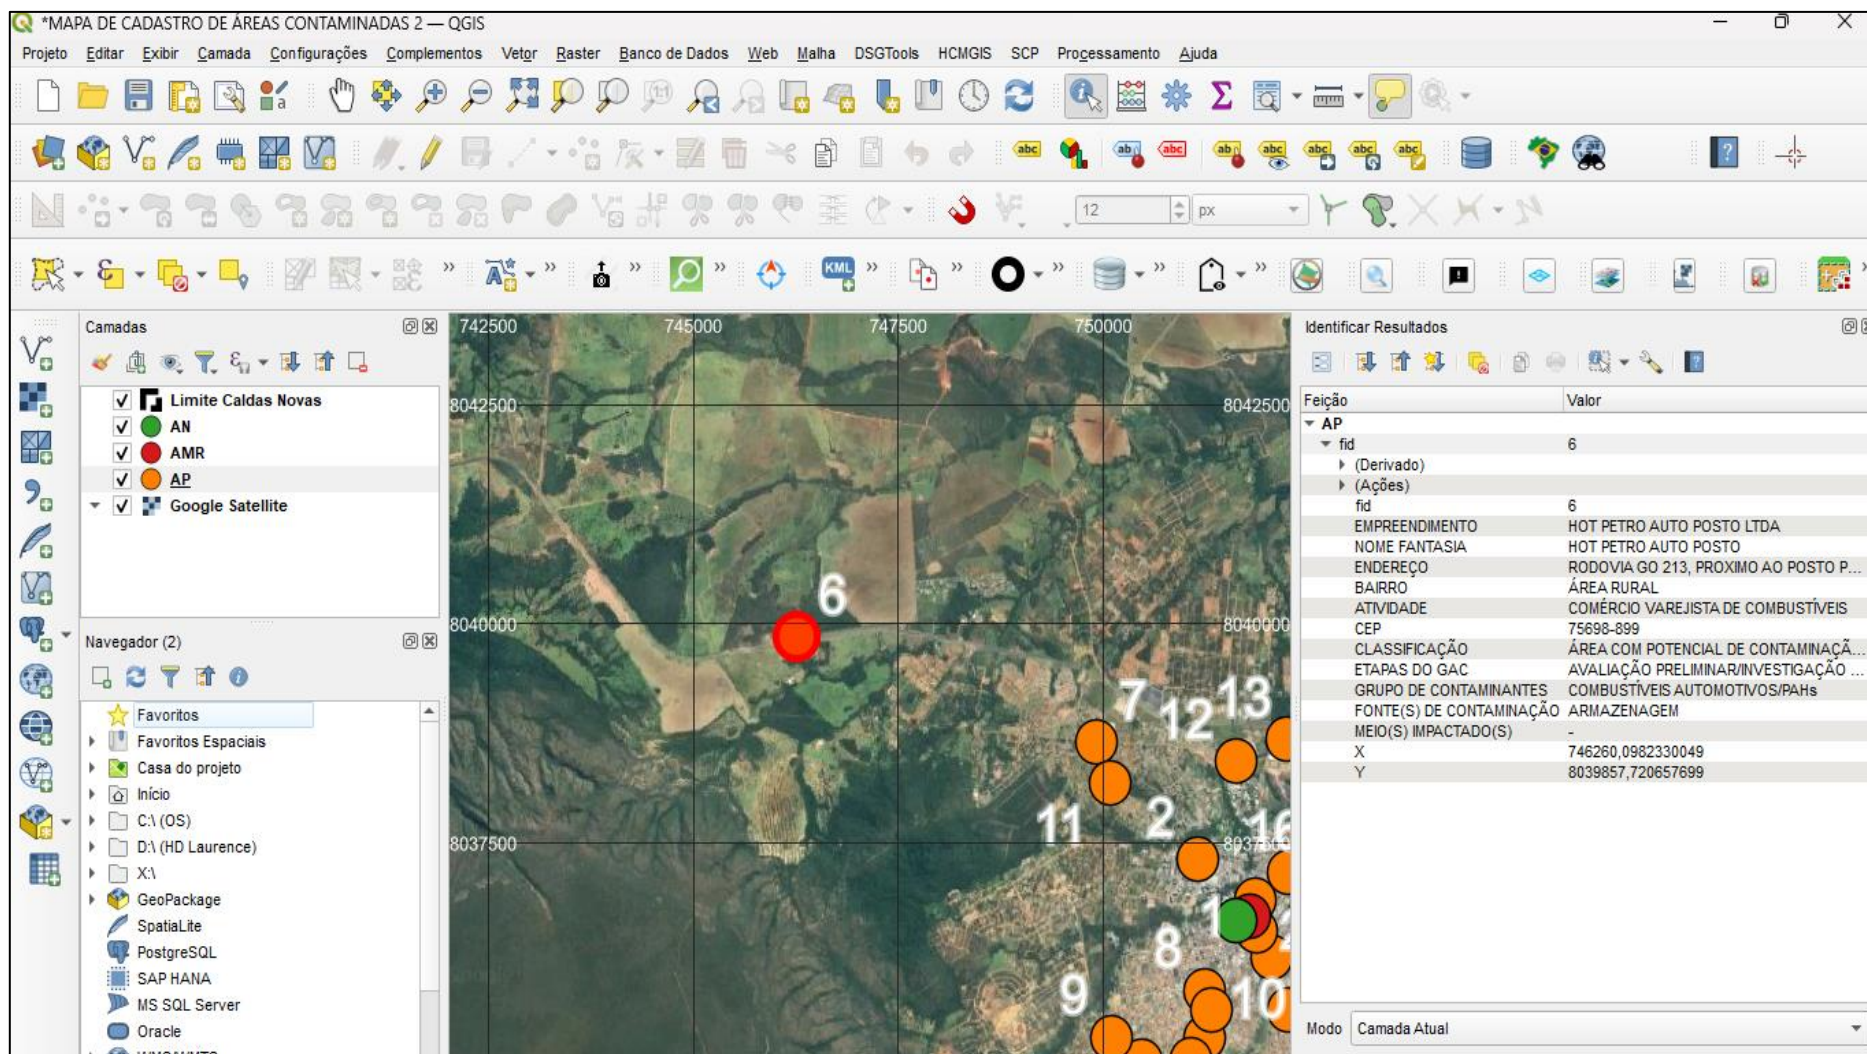 *MAPA DE CADASTRO DE ÁREAS CONTAMINADAS 2 — QGIS
Projeto Editar Exibir Camada Configurações Complementos Vetor Raster Banco de Dados Web Malha DSGTools HCMGIS SCP Processamento Ajuda
12 px
KML
Camadas
Limite Caldas Novas
AN
AMR
AP
Google Satellite
Navegador (2)
Favoritos
Favoritos Espaciais
Casa do projeto
Início
C:\ (OS)
D:\ (HD Laurence)
X:\
GeoPackage
SpatiaLite
PostgreSQL
SAP HANA
MS SQL Server
Oracle
742500 745000 747500 750000
8042500 8042500
6
8040000 8040000
7 12 13
11 2 16
8037500 8037500
1
8
9 10
Identificar Resultados
Feição Valor
AP
fid 6
(Derivado)
(Ações)
fid 6
EMPREENDIMENTO HOT PETRO AUTO POSTO LTDA
NOME FANTASIA HOT PETRO AUTO POSTO
ENDEREÇO RODOVIA GO 213, PROXIMO AO POSTO P...
BAIRRO ÁREA RURAL
ATIVIDADE COMÉRCIO VAREJISTA DE COMBUSTÍVEIS
CEP 75698-899
CLASSIFICAÇÃO ÁREA COM POTENCIAL DE CONTAMINAÇÃ...
ETAPAS DO GAC AVALIAÇÃO PRELIMINAR/INVESTIGAÇÃO ...
GRUPO DE CONTAMINANTES COMBUSTÍVEIS AUTOMOTIVOS/PAHs
FONTE(S) DE CONTAMINAÇÃO ARMAZENAGEM
MEIO(S) IMPACTADO(S) -
X 746260,0982330049
Y 8039857,720657699
Modo Camada Atual